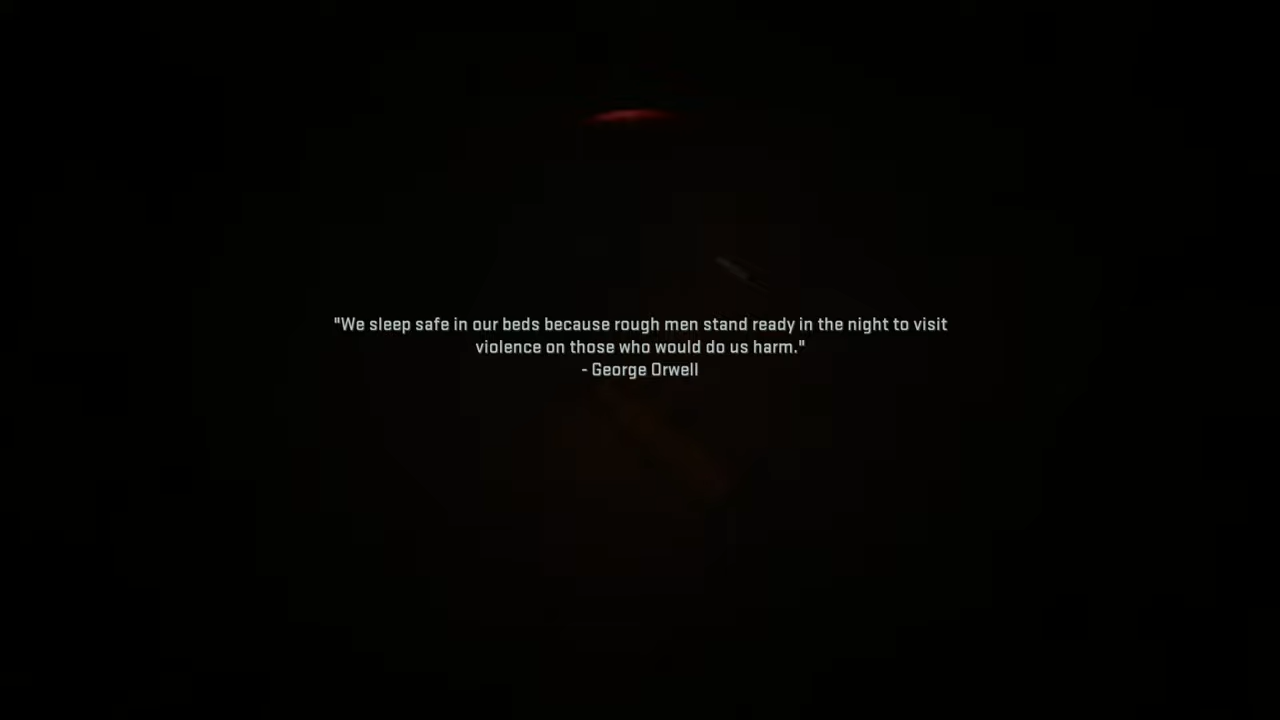 "We sleep safe in our beds because rough men stand ready in the night to visit
violence on those who would do us harm."
- George Orwell